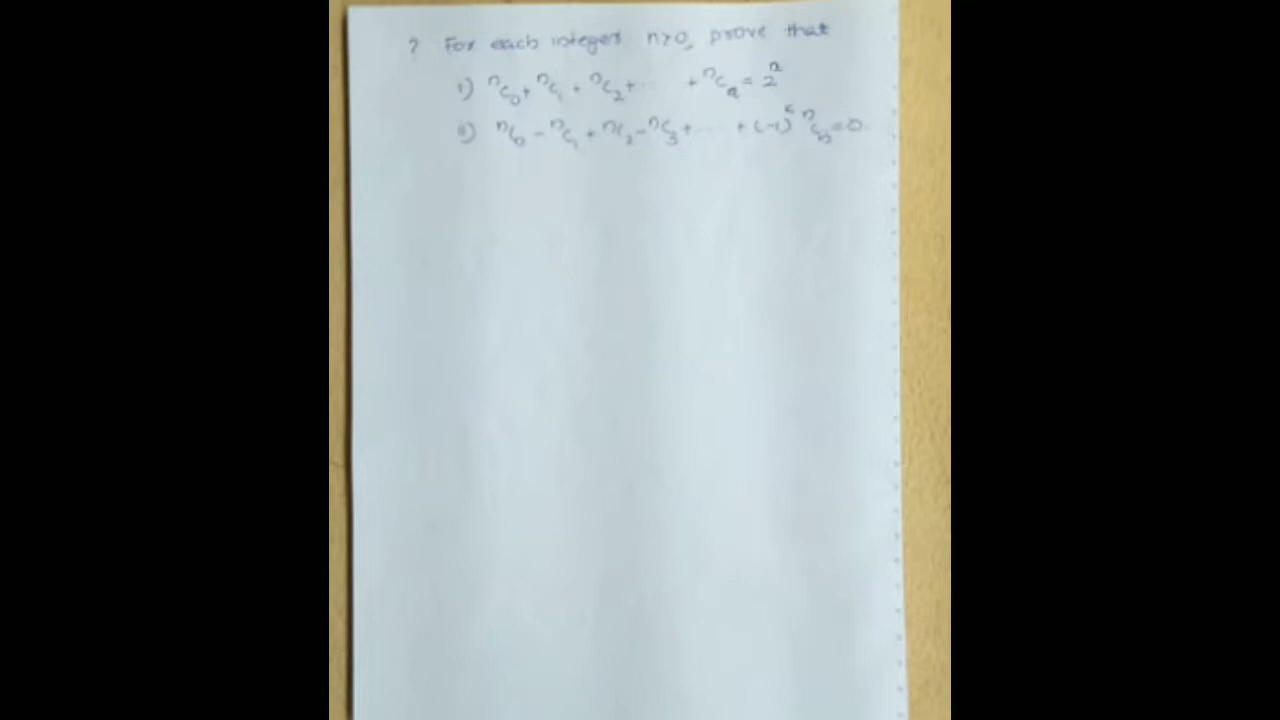 ? For each integer n>0, prove that
i) ⁿC₀ + ⁿC₁ + ⁿC₂ + ..... + ⁿCₙ = 2ⁿ
ii) ⁿC₀ - ⁿC₁ + ⁿC₂ - ⁿC₃ + ..... + (-1)ⁿ ⁿCₙ = 0